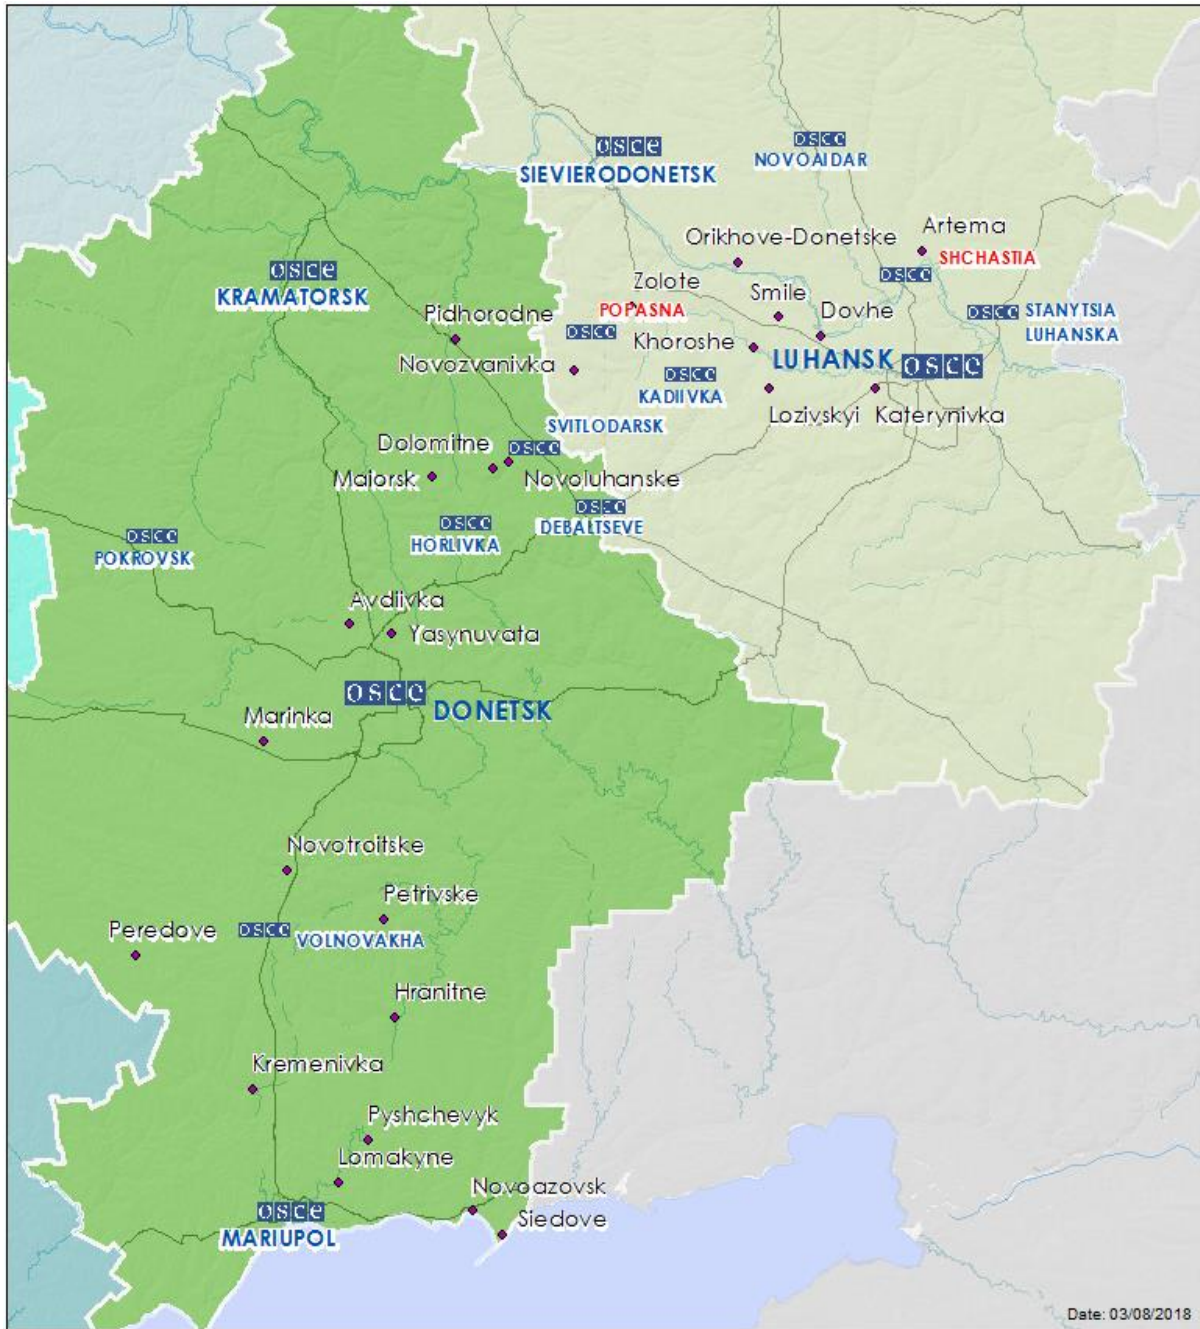 osce
NOVOAIDAR
osce
SIEVIERODONETSK
Artema
Orikhove-Donetske
SHCHASTIA
osce
KRAMATORSK
osce
Zolote
Smile
POPASNA
Dovhe
osce
STANYTSIA
LUHANSKA
Pidhorodne
osce
Khoroshe
LUHANSK
osce
Novozvanivka
osce
KADIIVKA
Lozivskyi
Katerynivka
SVITLODARSK
Dolomitne
osce
Maiorsk
Novoluhanske
osce
DEBALTSEVE
osce
HORLIVKA
osce
POKROVSK
Avdiivka
Yasynuvata
osce
DONETSK
Marinka
Novotroitske
Petrivske
Peredove
osce
VOLNOVAKHA
Hranitne
Kremenivka
Pyshchevyk
Lomakyne
Novoazovsk
osce
Siedove
MARIUPOL
Date: 03/08/2018